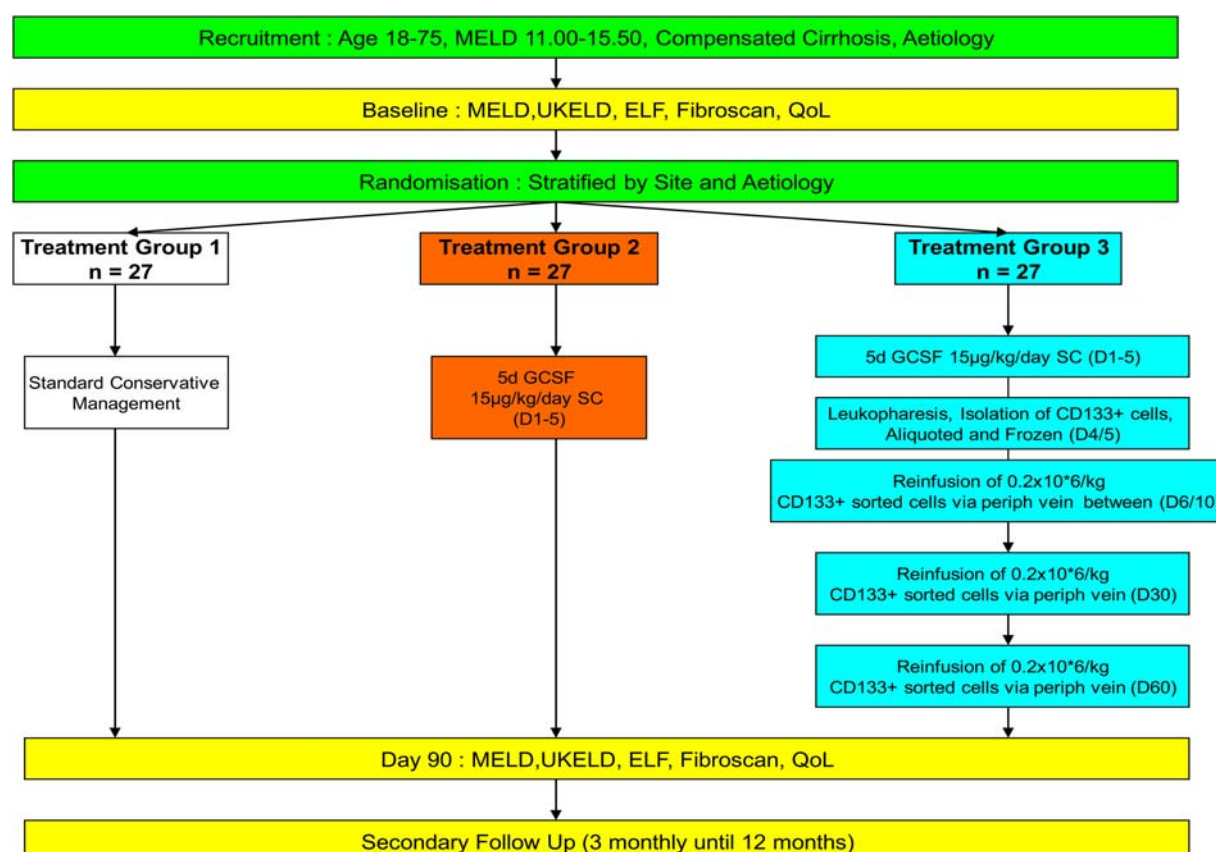 Recruitment : Age 18-75, MELD 11.00-15.50, Compensated Cirrhosis, Aetiology
Baseline : MELD,UKELD, ELF, Fibroscan, QoL
Randomisation : Stratified by Site and Aetiology
Treatment Group 1
n = 27
Treatment Group 2
n = 27
Treatment Group 3
n = 27
Standard Conservative
Management
5d GCSF
15µg/kg/day SC
(D1-5)
5d GCSF 15µg/kg/day SC (D1-5)
Leukopharesis, Isolation of CD133+ cells,
Aliquoted and Frozen (D4/5)
Reinfusion of 0.2x10*6/kg
CD133+ sorted cells via periph vein between (D6/10
Reinfusion of 0.2x10*6/kg
CD133+ sorted cells via periph vein (D30)
Reinfusion of 0.2x10*6/kg
CD133+ sorted cells via periph vein (D60)
Day 90 : MELD,UKELD, ELF, Fibroscan, QoL
Secondary Follow Up (3 monthly until 12 months)